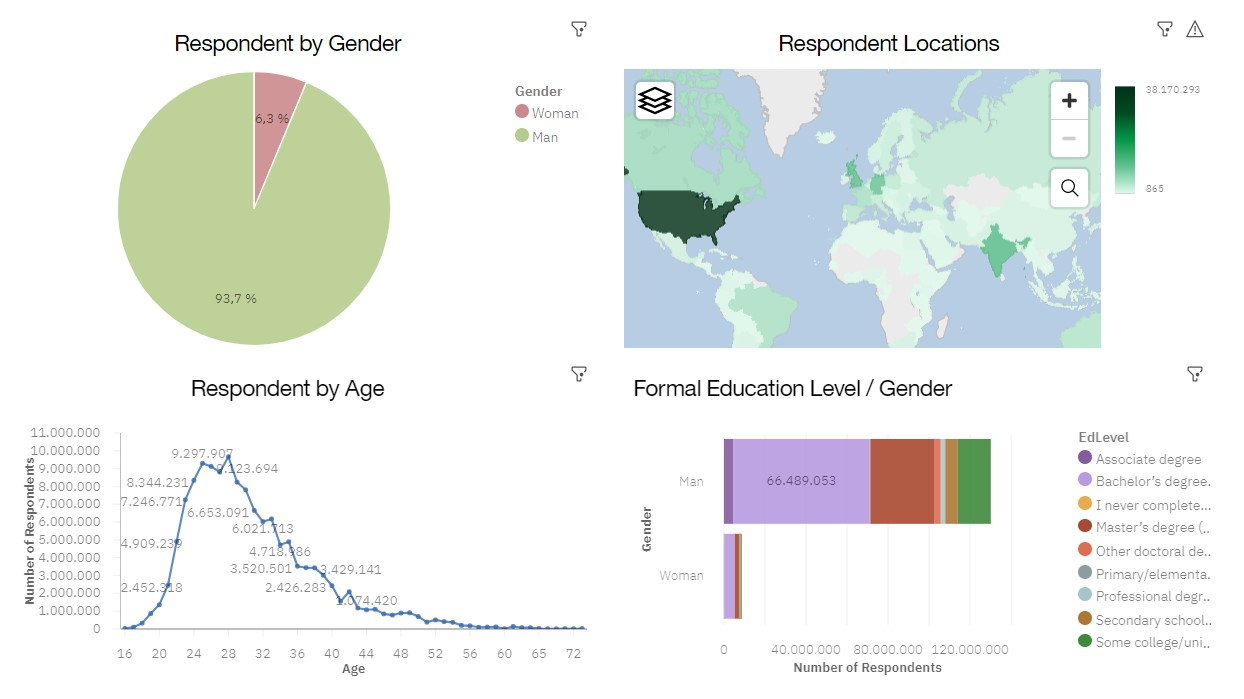 Respondent by Gender
6,3 %
93,7 %
Gender
Woman
Man
Respondent Locations
38.170.293
865
Respondent by Age
Number of Respondents
11.000.000
10.000.000
9.000.000
8.000.000
7.000.000
6.000.000
5.000.000
4.000.000
3.000.000
2.000.000
1.000.000
0
9.297.907
9.123.694
8.344.231
7.246.771
6.653.091
6.021.713
4.909.239
4.718.986
3.520.501
3.429.141
2.452.318
2.426.283
1.074.420
16 20 24 28 32 36 40 44 48 52 56 60 65 72
Age
Formal Education Level / Gender
Gender
Man
66.489.053
Woman
0 40.000.000 80.000.000 120.000.000
Number of Respondents
EdLevel
Associate degree
Bachelor’s degree.
I never complete...
Master’s degree (..
Other doctoral de..
Primary/elementa.
Professional degr..
Secondary school..
Some college/uni..